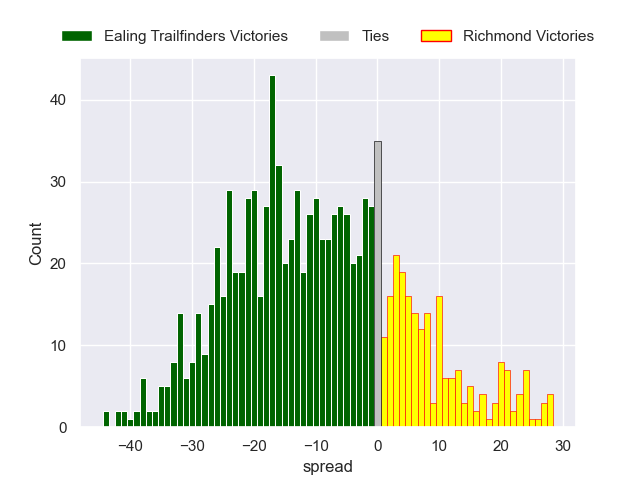 Ealing Trailfinders Victories Ties Richmond Victories
40
30
20
10
0
Count
−40 −30 −20 −10 0 10 20 30
spread